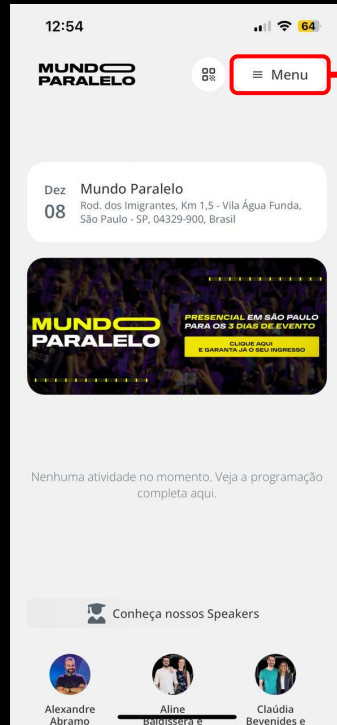 12:54
64
MUNDO
PARALELO
Menu
Dez
08
Mundo Paralelo
Rod. dos Imigrantes, Km 1,5 - Vila Água Funda,
São Paulo - SP, 04329-900, Brasil
MUNDO
PARALELO
PRESENCIAL EM SÃO PAULO
PARA OS 3 DIAS DE EVENTO
CLIQUE AQUI
E GARANTA JÁ O SEU INGRESSO
Nenhuma atividade no momento. Veja a programação
completa aqui.
Conheça nossos Speakers
Alexandre
Abramo
Aline
Baldissera e
Claúdia
Bevenides e